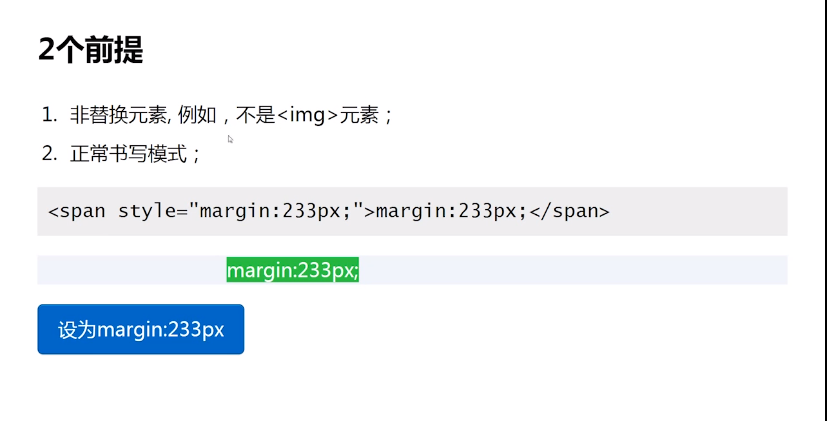 2个前提
1. 非替换元素, 例如，不是<img>元素；
2. 正常书写模式；
<span style="margin:233px;">margin:233px;</span>
margin:233px;
设为margin:233px